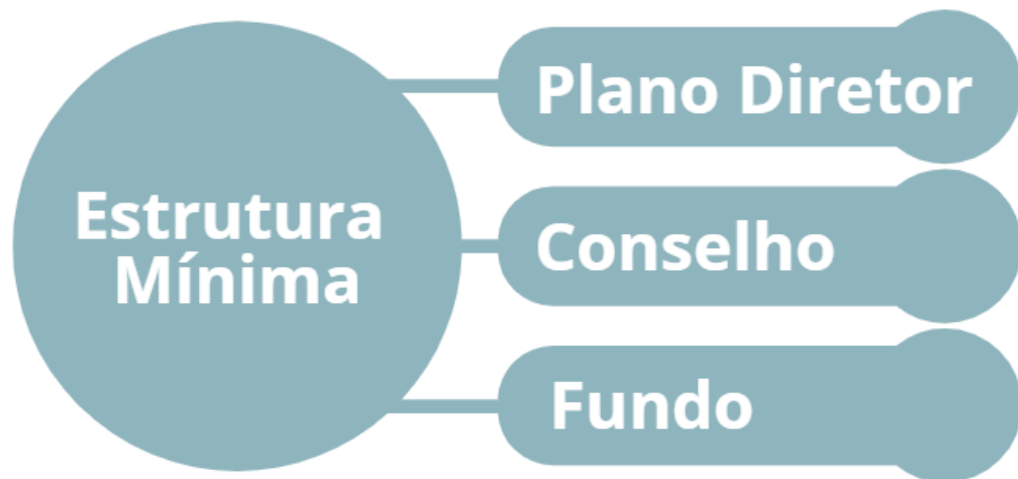 Estrutura
Mínima
Plano Diretor
Conselho
Fundo